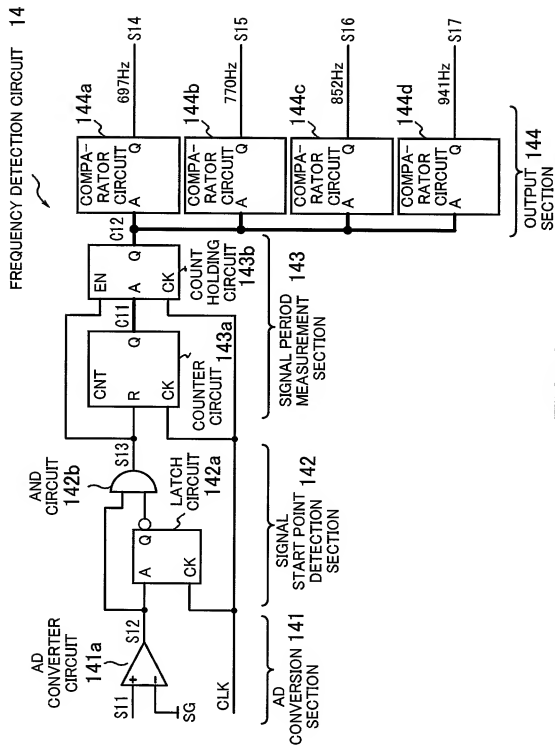 FREQUENCY DETECTION CIRCUIT 14
AD
CONVERTER
CIRCUIT
141a
S11
+
-
SG
S12
CLK
AND
CIRCUIT
142b
A
Q
CK
LATCH
CIRCUIT
142a
S13
CNT
R
Q
CK
COUNTER
CIRCUIT
143a
C11
EN
A
Q
CK
COUNT
HOLDING
CIRCUIT
143b
C12
144a
COMPA-
RATOR
CIRCUIT
A
Q
697Hz
S14
144b
COMPA-
RATOR
CIRCUIT
A
Q
770Hz
S15
144c
COMPA-
RATOR
CIRCUIT
A
Q
852Hz
S16
144d
COMPA-
RATOR
CIRCUIT
A
Q
941Hz
S17
AD
CONVERSION 141
SECTION
SIGNAL 142
START POINT
DETECTION
SECTION
SIGNAL PERIOD 143
MEASUREMENT
SECTION
OUTPUT 144
SECTION